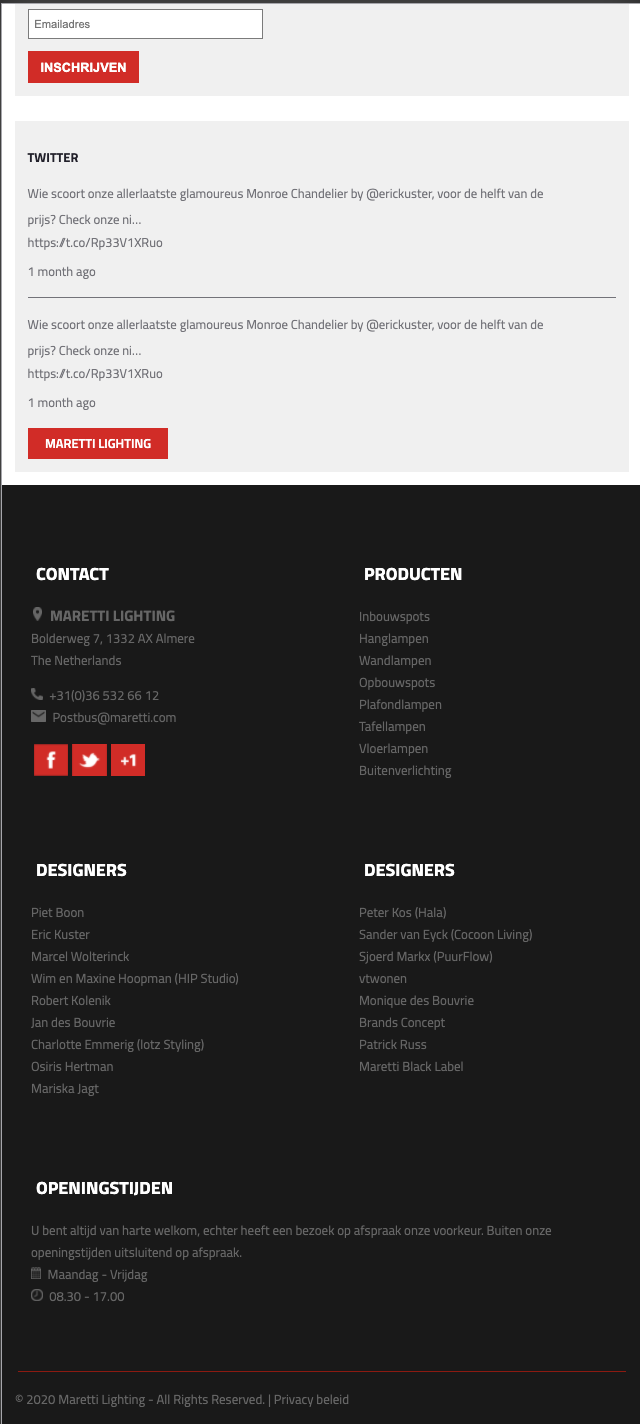 Emailadres
INSCHRIJVEN
TWITTER
Wie scoort onze allerlaatste glamoureus Monroe Chandelier by @erickuster, voor de helft van de
prijs? Check onze ni...
https://t.co/Rp33V1XRuo
1 month ago
Wie scoort onze allerlaatste glamoureus Monroe Chandelier by @erickuster, voor de helft van de
prijs? Check onze ni...
https://t.co/Rp33V1XRuo
1 month ago
MARETTI LIGHTING
CONTACT
MARETTI LIGHTING
Bolderweg 7, 1332 AX Almere
The Netherlands
+31(0)36 532 66 12
Postbus@maretti.com
f
+1
PRODUCTEN
Inbouwspots
Hanglampen
Wandlampen
Opbouwspots
Plafondlampen
Tafellampen
Vloerlampen
Buitenverlichting
DESIGNERS
Piet Boon
Eric Kuster
Marcel Wolterinck
Wim en Maxine Hoopman (HIP Studio)
Robert Kolenik
Jan des Bouvrie
Charlotte Emmerig (lotz Styling)
Osiris Hertman
Mariska Jagt
DESIGNERS
Peter Kos (Hala)
Sander van Eyck (Cocoon Living)
Sjoerd Markx (PuurFlow)
vtwonen
Monique des Bouvrie
Brands Concept
Patrick Russ
Maretti Black Label
OPENINGSTIJDEN
U bent altijd van harte welkom, echter heeft een bezoek op afspraak onze voorkeur. Buiten onze
openingstijden uitsluitend op afspraak.
Maandag - Vrijdag
08.30 - 17.00
© 2020 Maretti Lighting - All Rights Reserved. | Privacy beleid